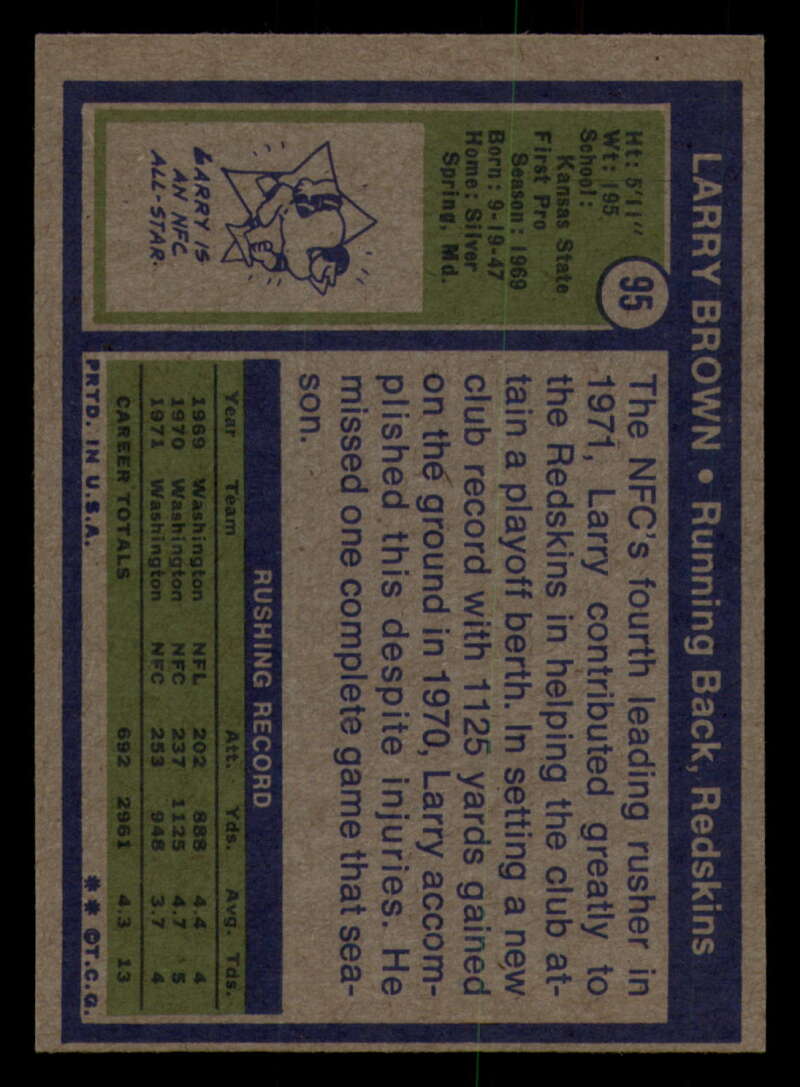 LARRY BROWN • Running Back, Redskins
95
Ht: 5'11"
Wt: 195
School:
Kansas State
First Pro
Season: 1969
Born: 9-19-47
Home: Silver
Spring, Md.
LARRY IS
AN NFC
ALL-STAR.
The NFC's fourth leading rusher in
1971, Larry contributed greatly to
the Redskins in helping the club at-
tain a playoff berth. In setting a new
club record with 1125 yards gained
on the ground in 1970, Larry accom-
plished this despite injuries. He
missed one complete game that sea-
son.
RUSHING RECORD
Year Team Att. Yds. Avg. Tds.
1969 Washington NFL 202 888 4.4 4
1970 Washington NFC 237 1125 4.7 5
1971 Washington NFC 253 948 3.7 4
CAREER TOTALS 692 2961 4.3 13
PRTD. IN U.S.A. ** ©T.C.G.